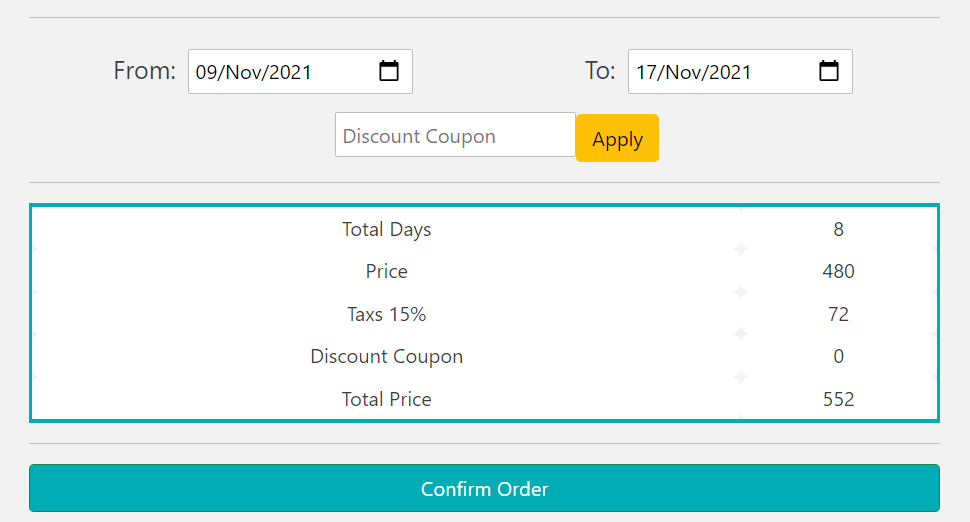 From: 09/Nov/2021 To: 17/Nov/2021
Discount Coupon Apply
Total Days 8
Price 480
Taxs 15% 72
Discount Coupon 0
Total Price 552
Confirm Order